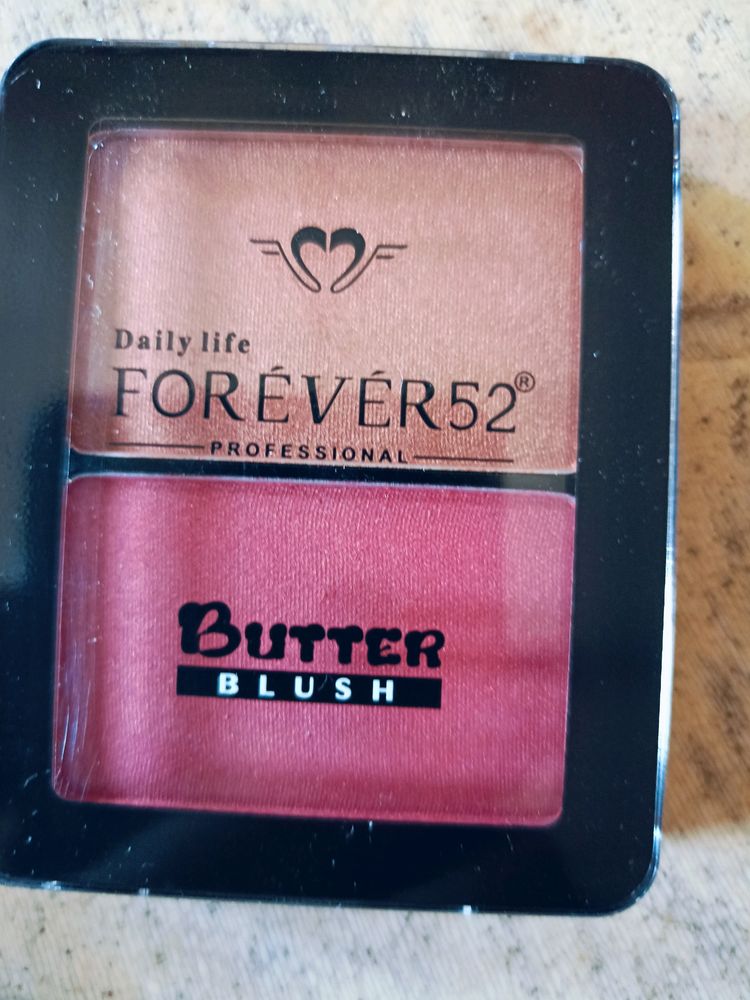 Daily life
FORÉVÉR52®
PROFESSIONAL
BUTTER
BLUSH